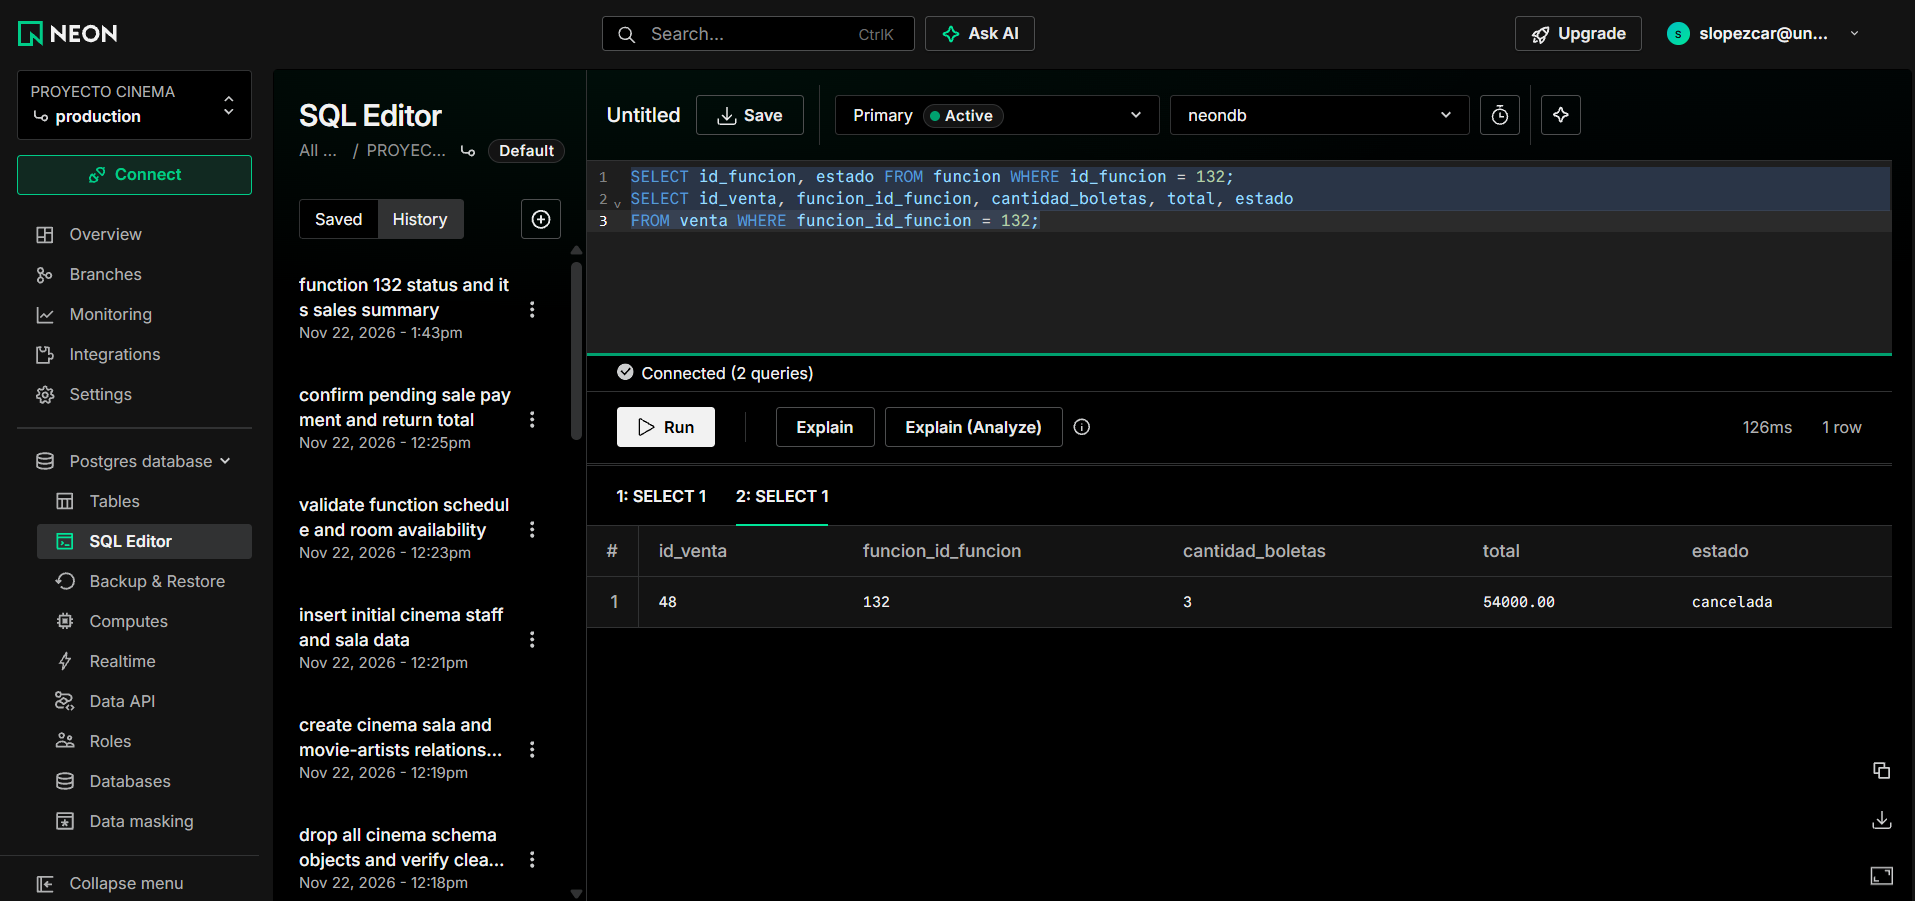 NEON
Search...
CtrlK
Ask AI
Upgrade
s
slopezcar@un...
PROYECTO CINEMA
production
Connect
Overview
Branches
Monitoring
Integrations
Settings
Postgres database
Tables
SQL Editor
Backup & Restore
Computes
Realtime
Data API
Roles
Databases
Data masking
Collapse menu
SQL Editor
All ... / PROYEC... Default
Saved
History
function 132 status and it
s sales summary
Nov 22, 2026 - 1:43pm
confirm pending sale pay
ment and return total
Nov 22, 2026 - 12:25pm
validate function schedul
e and room availability
Nov 22, 2026 - 12:23pm
insert initial cinema staff
and sala data
Nov 22, 2026 - 12:21pm
create cinema sala and
movie-artists relations...
Nov 22, 2026 - 12:19pm
drop all cinema schema
objects and verify clea...
Nov 22, 2026 - 12:18pm
Untitled
Save
Primary
Active
neondb
1 SELECT id_funcion, estado FROM funcion WHERE id_funcion = 132;
2 SELECT id_venta, funcion_id_funcion, cantidad_boletas, total, estado
3 FROM venta WHERE funcion_id_funcion = 132;
Connected (2 queries)
Run
Explain
Explain (Analyze)
126ms
1 row
1: SELECT 1
2: SELECT 1
# id_venta funcion_id_funcion cantidad_boletas total estado
1 48 132 3 54000.00 cancelada